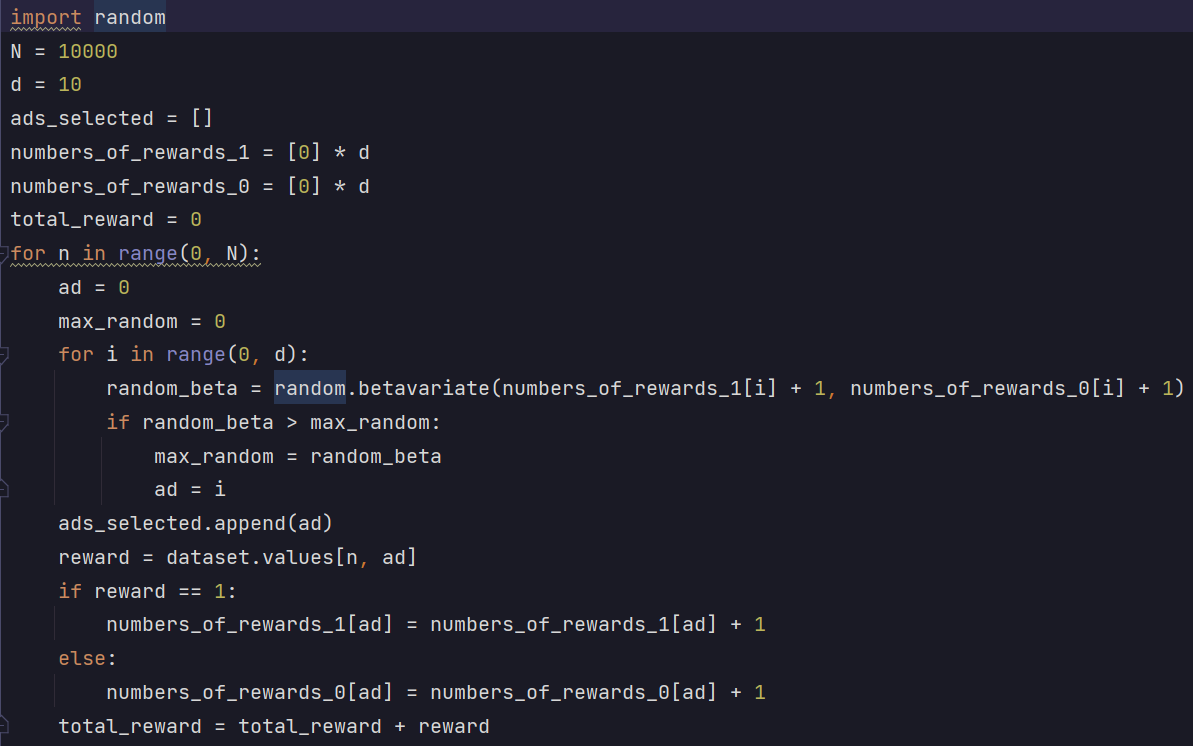 import random
N = 10000
d = 10
ads_selected = []
numbers_of_rewards_1 = [0] * d
numbers_of_rewards_0 = [0] * d
total_reward = 0
for n in range(0, N):
    ad = 0
    max_random = 0
    for i in range(0, d):
        random_beta = random.betavariate(numbers_of_rewards_1[i] + 1, numbers_of_rewards_0[i] + 1)
        if random_beta > max_random:
            max_random = random_beta
            ad = i
    ads_selected.append(ad)
    reward = dataset.values[n, ad]
    if reward == 1:
        numbers_of_rewards_1[ad] = numbers_of_rewards_1[ad] + 1
    else:
        numbers_of_rewards_0[ad] = numbers_of_rewards_0[ad] + 1
    total_reward = total_reward + reward